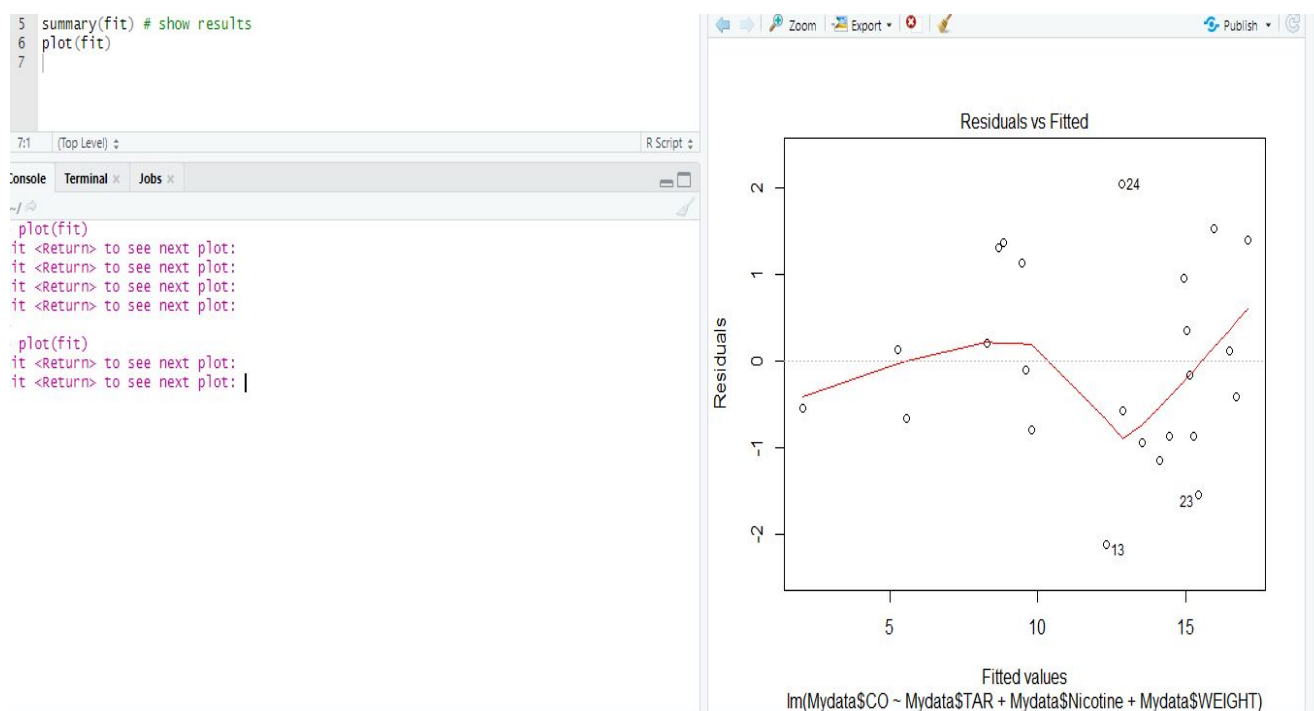 5 summary(fit) # show results
6 plot(fit)
7
7:1 (Top Level) R Script
Console Terminal × Jobs ×
~/
plot(fit)
it <Return> to see next plot:
it <Return> to see next plot:
it <Return> to see next plot:
it <Return> to see next plot:
plot(fit)
it <Return> to see next plot:
it <Return> to see next plot:
Zoom Export Publish
Residuals vs Fitted
Residuals
2
1
0
-1
-2
24
23
13
5 10 15
Fitted values
lm(Mydata$CO ~ Mydata$TAR + Mydata$Nicotine + Mydata$WEIGHT)